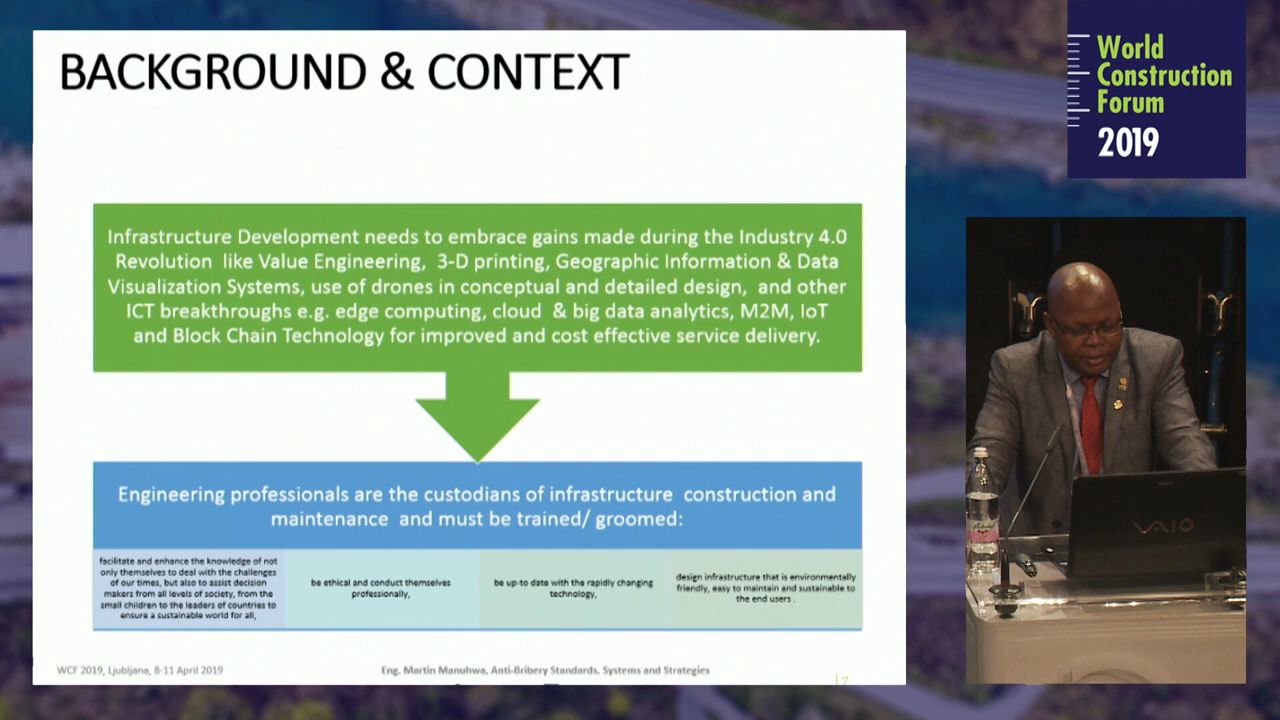 BACKGROUND & CONTEXT
Infrastructure Development needs to embrace gains made during the Industry 4.0
Revolution like Value Engineering, 3-D printing, Geographic Information & Data
Visualization Systems, use of drones in conceptual and detailed design, and other
ICT breakthroughs e.g. edge computing, cloud & big data analytics, M2M, IoT
and Block Chain Technology for improved and cost effective service delivery.
Engineering professionals are the custodians of infrastructure construction and
maintenance and must be trained/ groomed:
facilitate and enhance the knowledge of not
only themselves to deal with the challenges
of our times, but also to assist decision
makers from all levels of society, from the
small children to the leaders of countries to
ensure a sustainable world for all,
be ethical and conduct themselves
professionally,
be up-to date with the rapidly changing
technology,
design infrastructure that is environmentally
friendly, easy to maintain and sustainable to
the end users .
WCF 2019, Ljubljana, 8-11 April 2019
Eng. Martin Manuhwa, Anti-Bribery Standards, Systems and Strategies
World
Construction
Forum
2019
VAIO